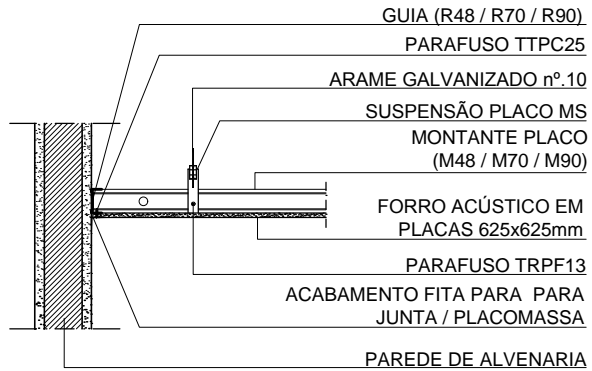 GUIA (R48 / R70 / R90)
PARAFUSO TTPC25
ARAME GALVANIZADO nº.10
SUSPENSÃO PLACO MS
MONTANTE PLACO
(M48 / M70 / M90)
FORRO ACÚSTICO EM
PLACAS 625x625mm
PARAFUSO TRPF13
ACABAMENTO FITA PARA PARA
JUNTA / PLACOMASSA
PAREDE DE ALVENARIA